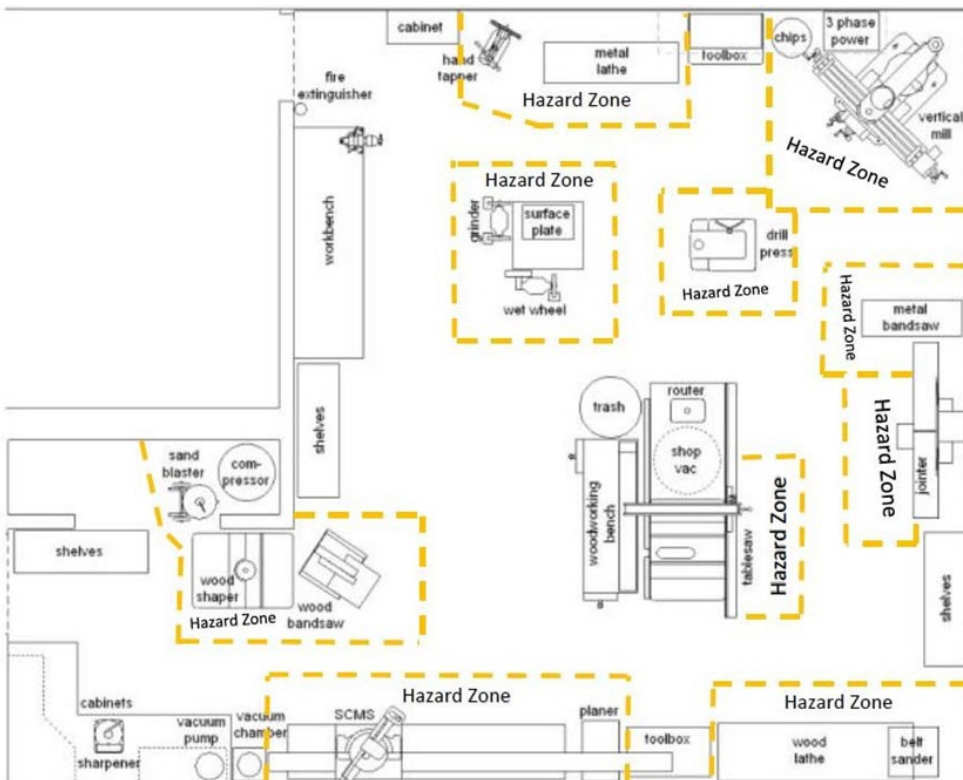 cabinet
hand
tapper
metal
lathe
toolbox
chips
3 phase
power
Hazard Zone
vertical
mill
Hazard Zone
fire
extinguisher
workbench
Hazard Zone
grinder
surface
plate
wet wheel
drill
press
Hazard Zone
Hazard Zone
metal
bandsaw
shelves
trash
router
shop
vac
woodworking
bench
tablesaw
Hazard Zone
Hazard Zone
jointer
sand
blaster
com-
pressor
shelves
wood
shaper
Hazard Zone
wood
bandsaw
shelves
cabinets
sharpener
vacuum
pump
vacuum
chamber
Hazard Zone
SCMS
planer
toolbox
Hazard Zone
wood
lathe
belt
sander